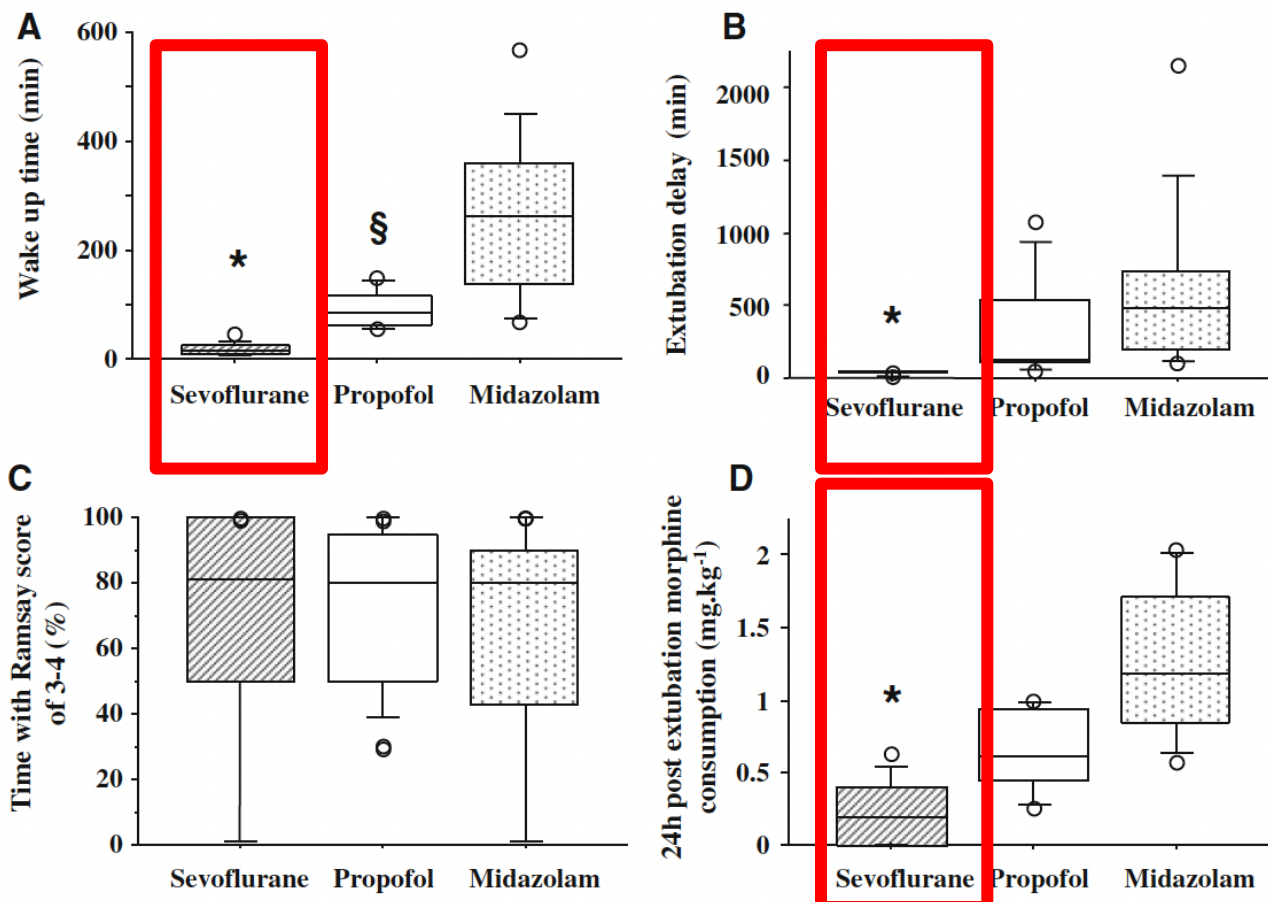 A
Wake up time (min)
600
400
200
0
*
§
Sevoflurane
Propofol
Midazolam
B
Extubation delay (min)
2000
1500
1000
500
0
*
Sevoflurane
Propofol
Midazolam
C
Time with Ramsay score
of 3-4 (%)
100
80
60
40
20
0
Sevoflurane
Propofol
Midazolam
D
24h post extubation morphine
consumption (mg.kg-1)
2
1.5
1
0.5
0
*
Sevoflurane
Propofol
Midazolam